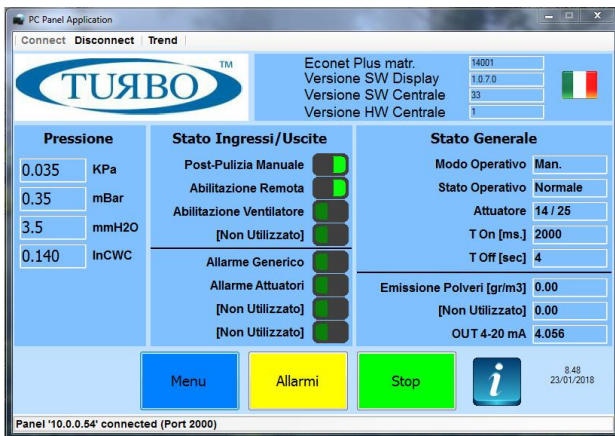 PC Panel Application
Connect Disconnect Trend
TURBO TM
Econet Plus matr. 14001
Versione SW Display 1.0.7.0
Versione SW Centrale 33
Versione HW Centrale 1
Pressione
0.035 KPa
0.35 mBar
3.5 mmH2O
0.140 InCWC
Stato Ingressi/Uscite
Post-Pulizia Manuale
Abilitazione Remota
Abilitazione Ventilatore
[Non Utilizzato]
Allarme Generico
Allarme Attuatori
[Non Utilizzato]
[Non Utilizzato]
Stato Generale
Modo Operativo Man.
Stato Operativo Normale
Attuatore 14 / 25
T On [ms.] 2000
T Off [sec] 4
Emissione Polveri [gr/m3] 0.00
[Non Utilizzato] 0.00
OUT 4-20 mA 4.056
Menu
Allarmi
Stop
i
8.48
23/01/2018
Panel '10.0.0.54' connected (Port 2000)